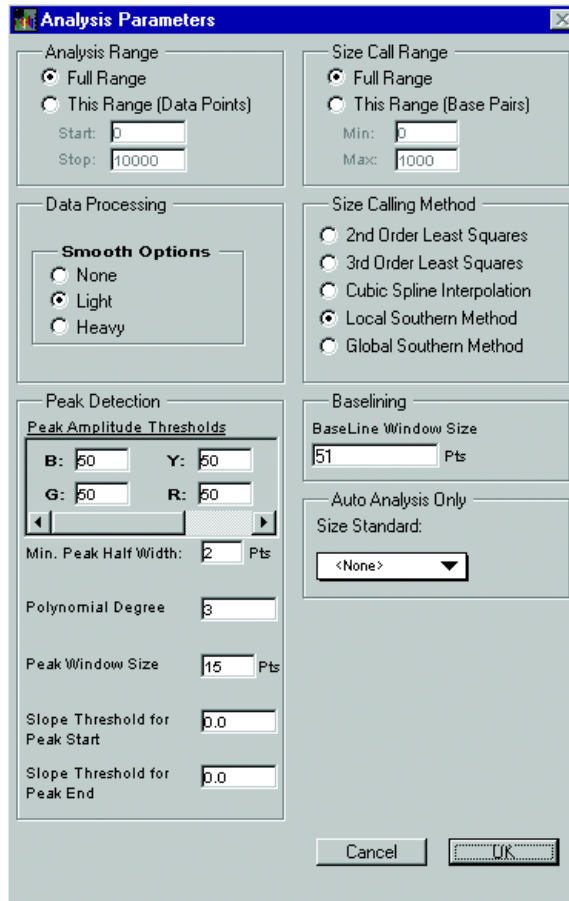 Analysis Parameters
Analysis Range
Full Range
This Range (Data Points)
Start: 0
Stop: 10000
Size Call Range
Full Range
This Range (Base Pairs)
Min: 0
Max: 1000
Data Processing
Smooth Options
None
Light
Heavy
Size Calling Method
2nd Order Least Squares
3rd Order Least Squares
Cubic Spline Interpolation
Local Southern Method
Global Southern Method
Peak Detection
Peak Amplitude Thresholds
B: 50 Y: 50
G: 50 R: 50
Min. Peak Half Width: 2 Pts
Polynomial Degree 3
Peak Window Size 15 Pts
Slope Threshold for
Peak Start 0.0
Slope Threshold for
Peak End 0.0
Baselining
BaseLine Window Size
51 Pts
Auto Analysis Only
Size Standard:
<None>
Cancel OK